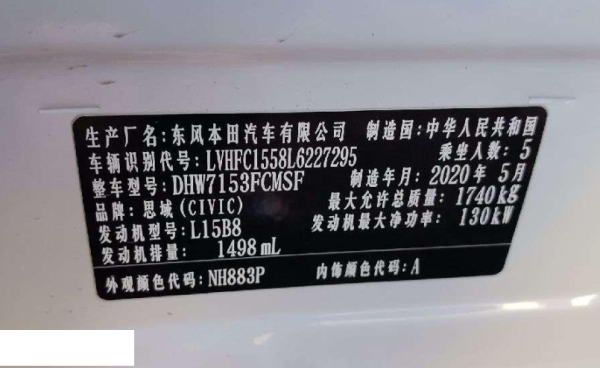 生产厂名:东风本田汽车有限公司 制造国:中华人民共和国
车辆识别代号:LVHFC1558L6227295 乘坐人数:5
整车型号:DHW7153FCMSF 制造年月:2020年5月
品牌:思域(CIVIC) 最大允许总质量:1740kg
发动机型号:L15B8 发动机最大净功率:130kW
发动机排量:1498mL
外观颜色代码:NH883P 内饰颜色代码:A